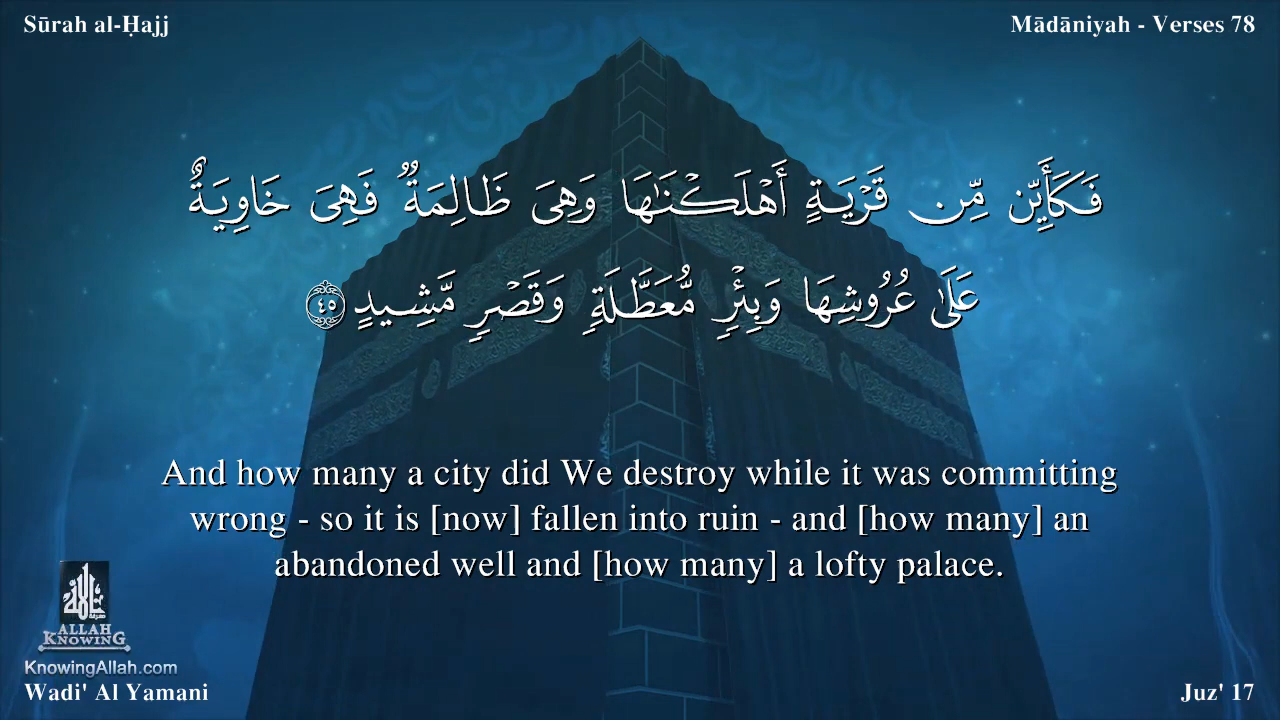 Sūrah al-Ḥajj
Mādāniyah - Verses 78
فَكَأَيِّن مِّن قَرْيَةٍ أَهْلَكْنَـٰهَا وَهِىَ ظَالِمَةٌ فَهِىَ خَاوِيَةٌ
عَلَىٰ عُرُوشِهَا وَبِئْرٍ مُّعَطَّلَةٍ وَقَصْرٍ مَّشِيدٍ ٤٥
And how many a city did We destroy while it was committing
wrong - so it is [now] fallen into ruin - and [how many] an
abandoned well and [how many] a lofty palace.
ALLAH
KNOWING
KnowingAllah.com
Wadi' Al Yamani
Juz' 17